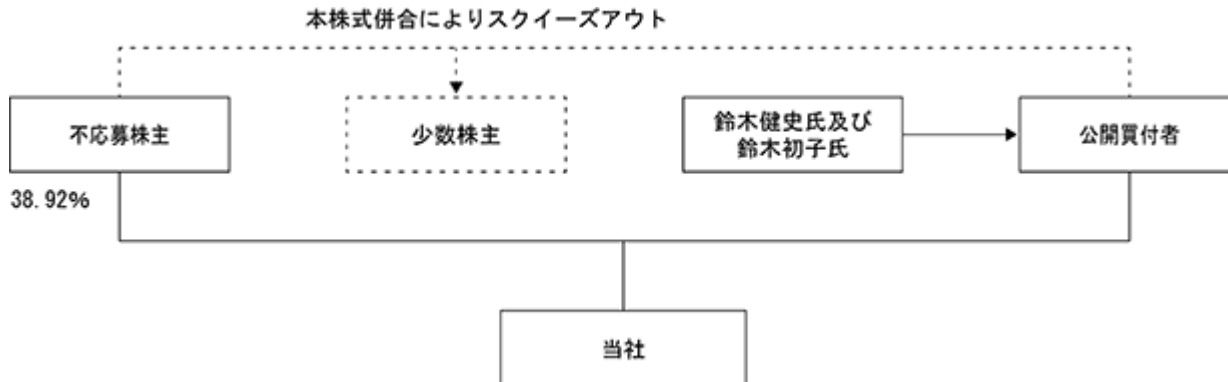 本株式併合によりスクイーズアウト
不応募株主
少数株主
鈴木健史氏及び
鈴木初子氏
公開買付者
38.92%
当社